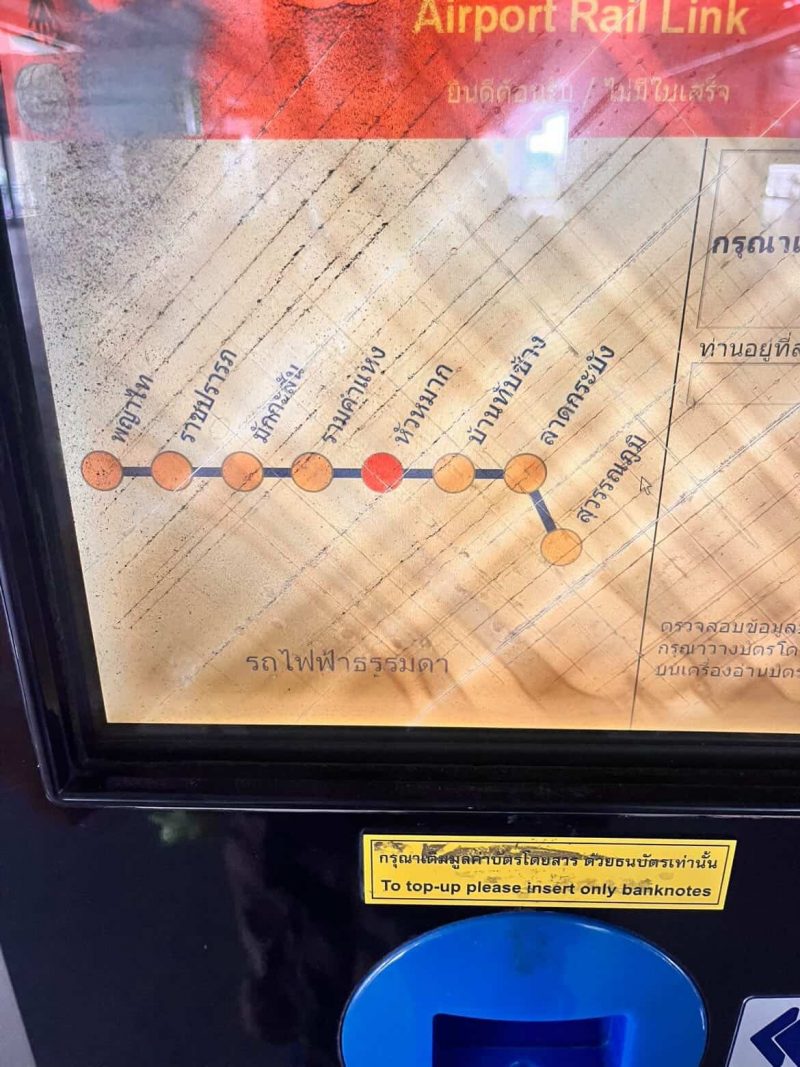 Airport Rail Link
ยินดีต้อนรับ / ไม่มีใบเสร็จ
กรุณาเ
ท่านอยู่ที่ส
พญาไท
ราชปรารภ
มักกะสัน
รามคำแหง
หัวหมาก
บ้านทับช้าง
ลาดกระบัง
สุวรรณภูมิ
รถไฟฟ้าธรรมดา
ตรวจสอบข้อมูล
กรุณาวางบัตรโด
บนเครื่องอ่านบัตร
กรุณาเติมมูลค่าบัตรโดยสาร ด้วยธนบัตรเท่านั้น
To top-up please insert only banknotes